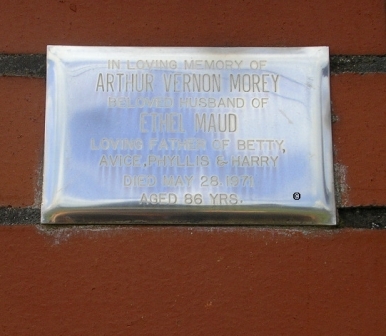 IN LOVING MEMORY OF
ARTHUR VERNON MOREY
BELOVED HUSBAND OF
ETHEL MAUD
LOVING FATHER OF BETTY,
AVICE, PHYLLIS & HARRY
DIED MAY 28 1971
AGED 86 YRS.